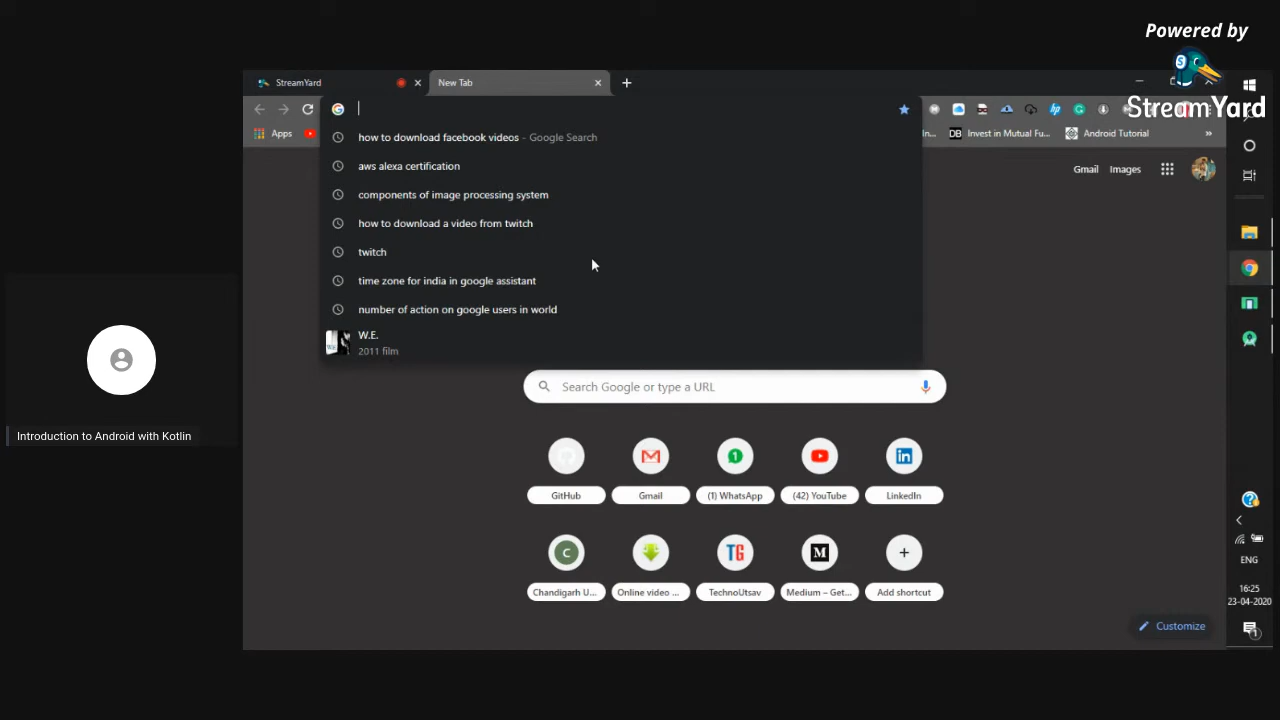 Powered by
StreamYard
StreamYard
New Tab
Apps
how to download facebook videos - Google Search
aws alexa certification
components of image processing system
how to download a video from twitch
twitch
time zone for india in google assistant
number of action on google users in world
W.E.
2011 film
in...
DB Invest in Mutual Fu...
Android Tutorial
»
Gmail
Images
Search Google or type a URL
GitHub
Gmail
(1) WhatsApp
(42) YouTube
LinkedIn
Chandigarh U...
Online video ...
TechnoUtsav
Medium – Get...
Add shortcut
Customize
Introduction to Android with Kotlin
ENG
16:25
23-04-2020